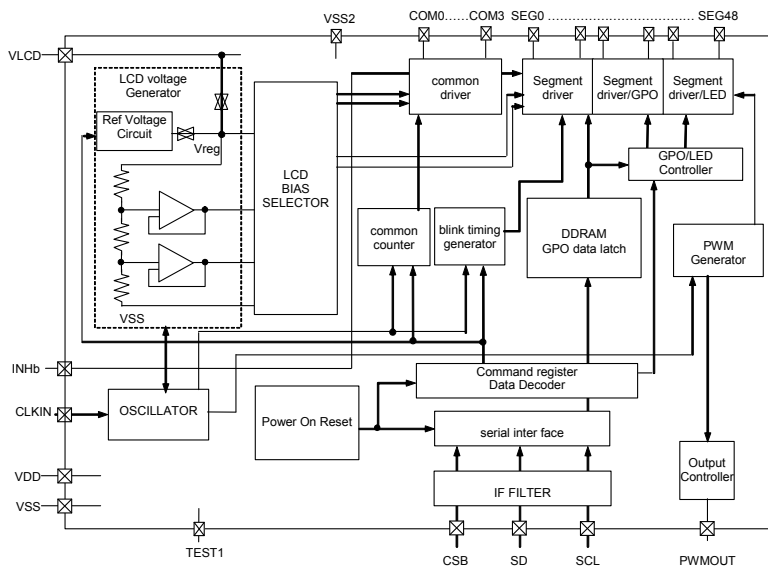 VSS2
COM0......COM3
SEG0 .............................. SEG48
VLCD
LCD voltage
Generator
Ref Voltage
Circuit
Vreg
LCD
BIAS
SELECTOR
VSS
common
driver
Segment
driver
Segment
driver/GPO
Segment
driver/LED
GPO/LED
Controller
common
counter
blink timing
generator
DDRAM
GPO data latch
PWM
Generator
INHb
Command register
Data Decoder
CLKIN
OSCILLATOR
Power On Reset
serial inter face
VDD
Output
Controller
IF FILTER
VSS
TEST1
CSB
SD
SCL
PWMOUT